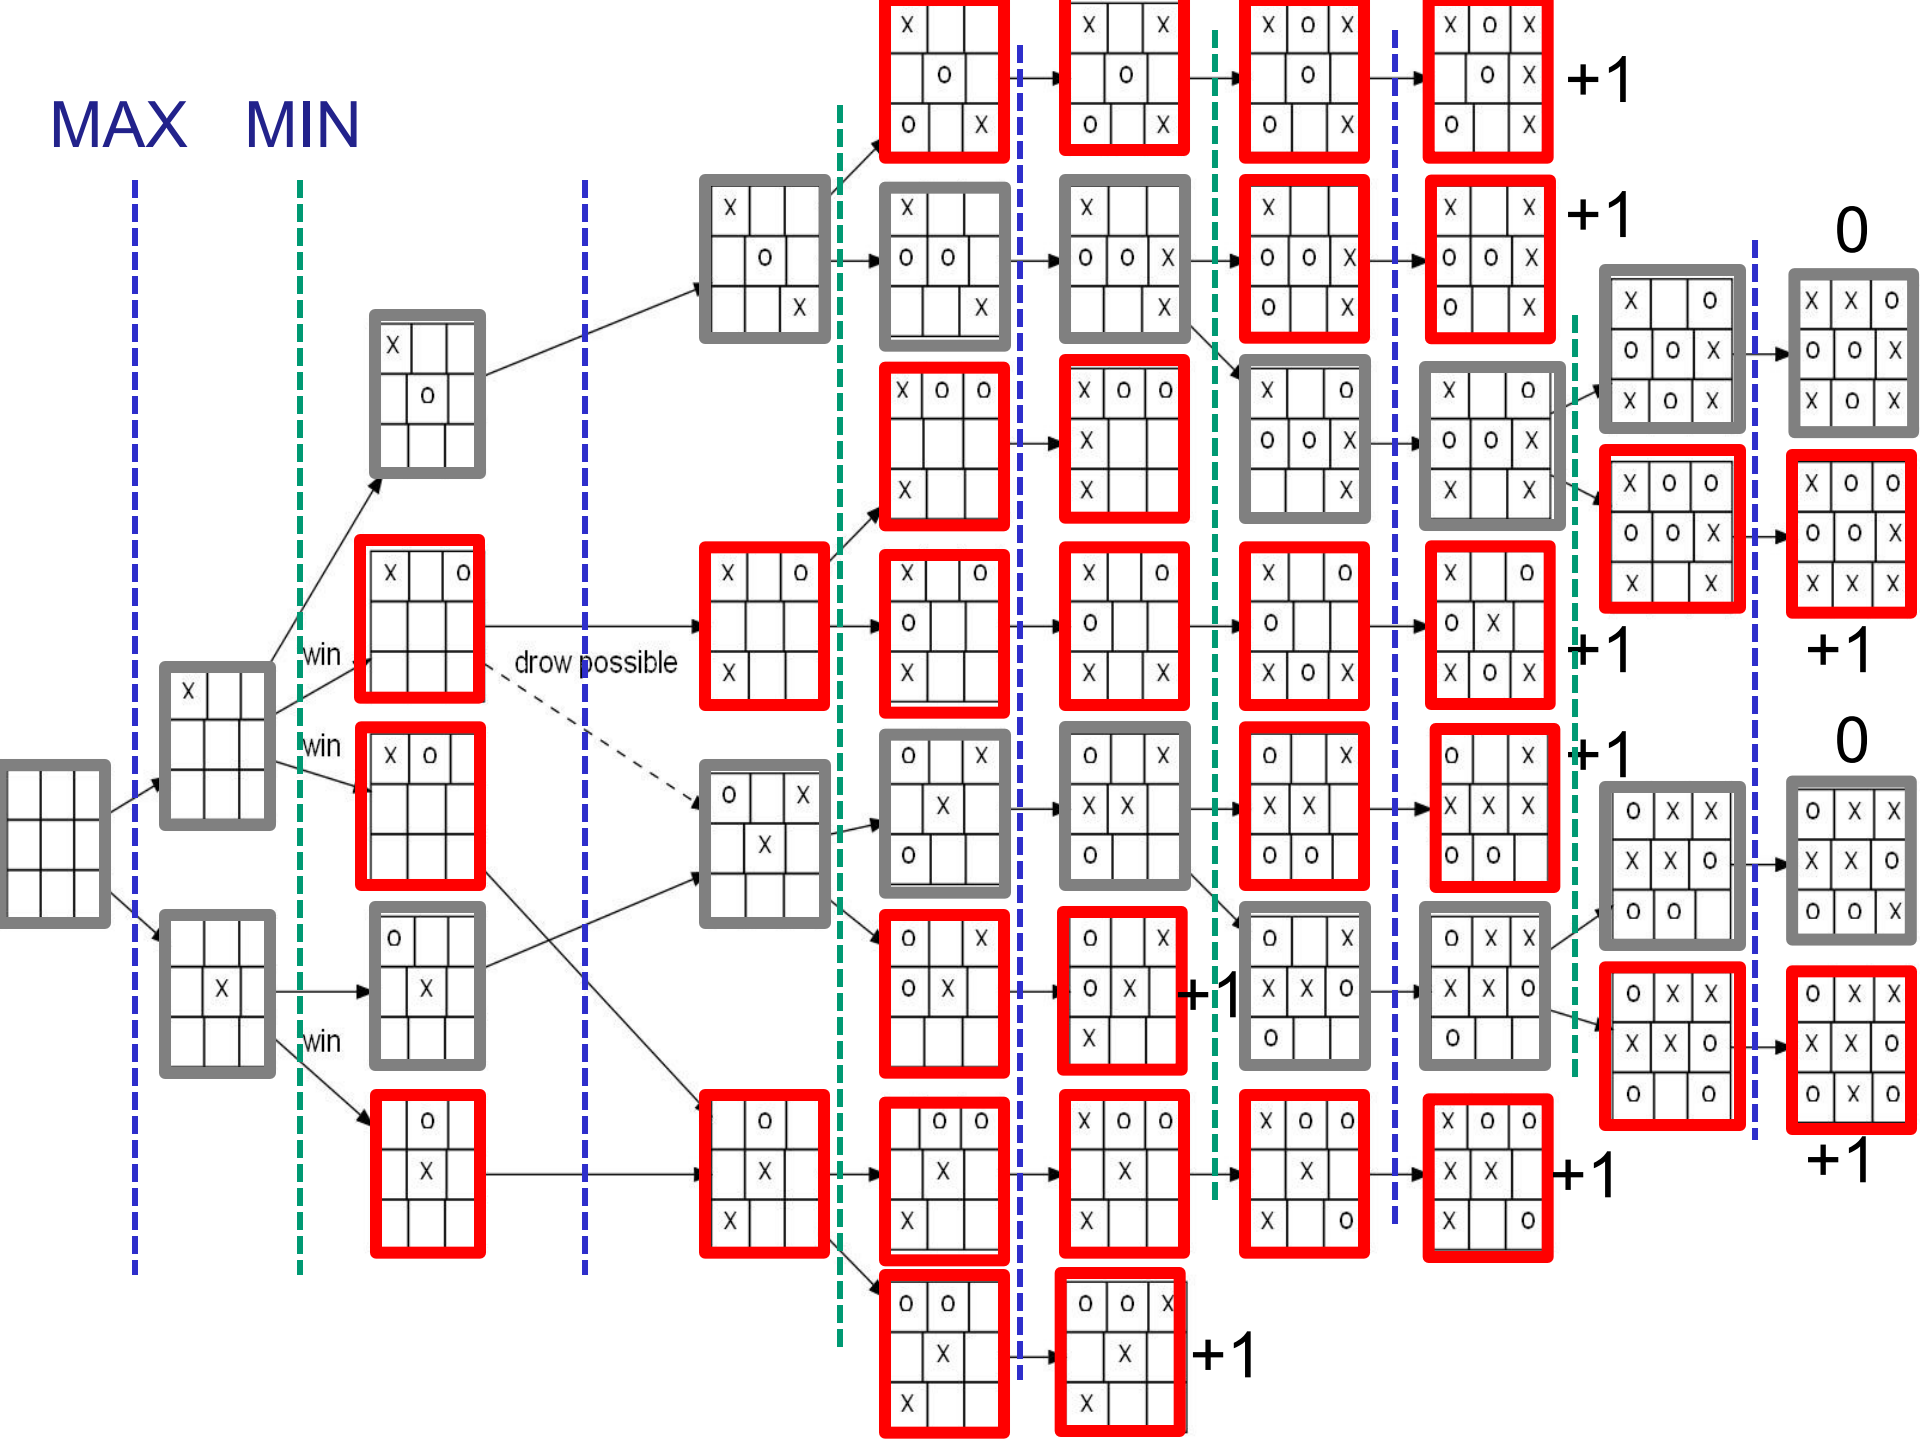 X X X X O X X O X
O O O O X +1
MAX MIN
O X O X O X O X
X X X X X X +1
0
O O O O O X O O X O O X
X O X X O
X X X O X O X
X O O X O O X
O X O O X O O X O X O X O X X O X
X O O X O O X
X X X X X X O O X O O
O O X O O X
X O X O X O X O X O X O X X X X X
O O O O X
win drow possible +1 +1
X X X X X O X X O X
X
win X O O X O X O X O X +1 0
O X
X X X X X X X X O X X O X X
X
O O O O O O X X O X X O
O O O O X
O O X O X O X O X X
X X O X O X +1 X X O X X O O X X O X X
win X O O X X O X X O
O O O X O
O O O O X O O X O O X O O
+1
X X X X X X X +1
X X X X O X O
O O O O X
X X +1
X X